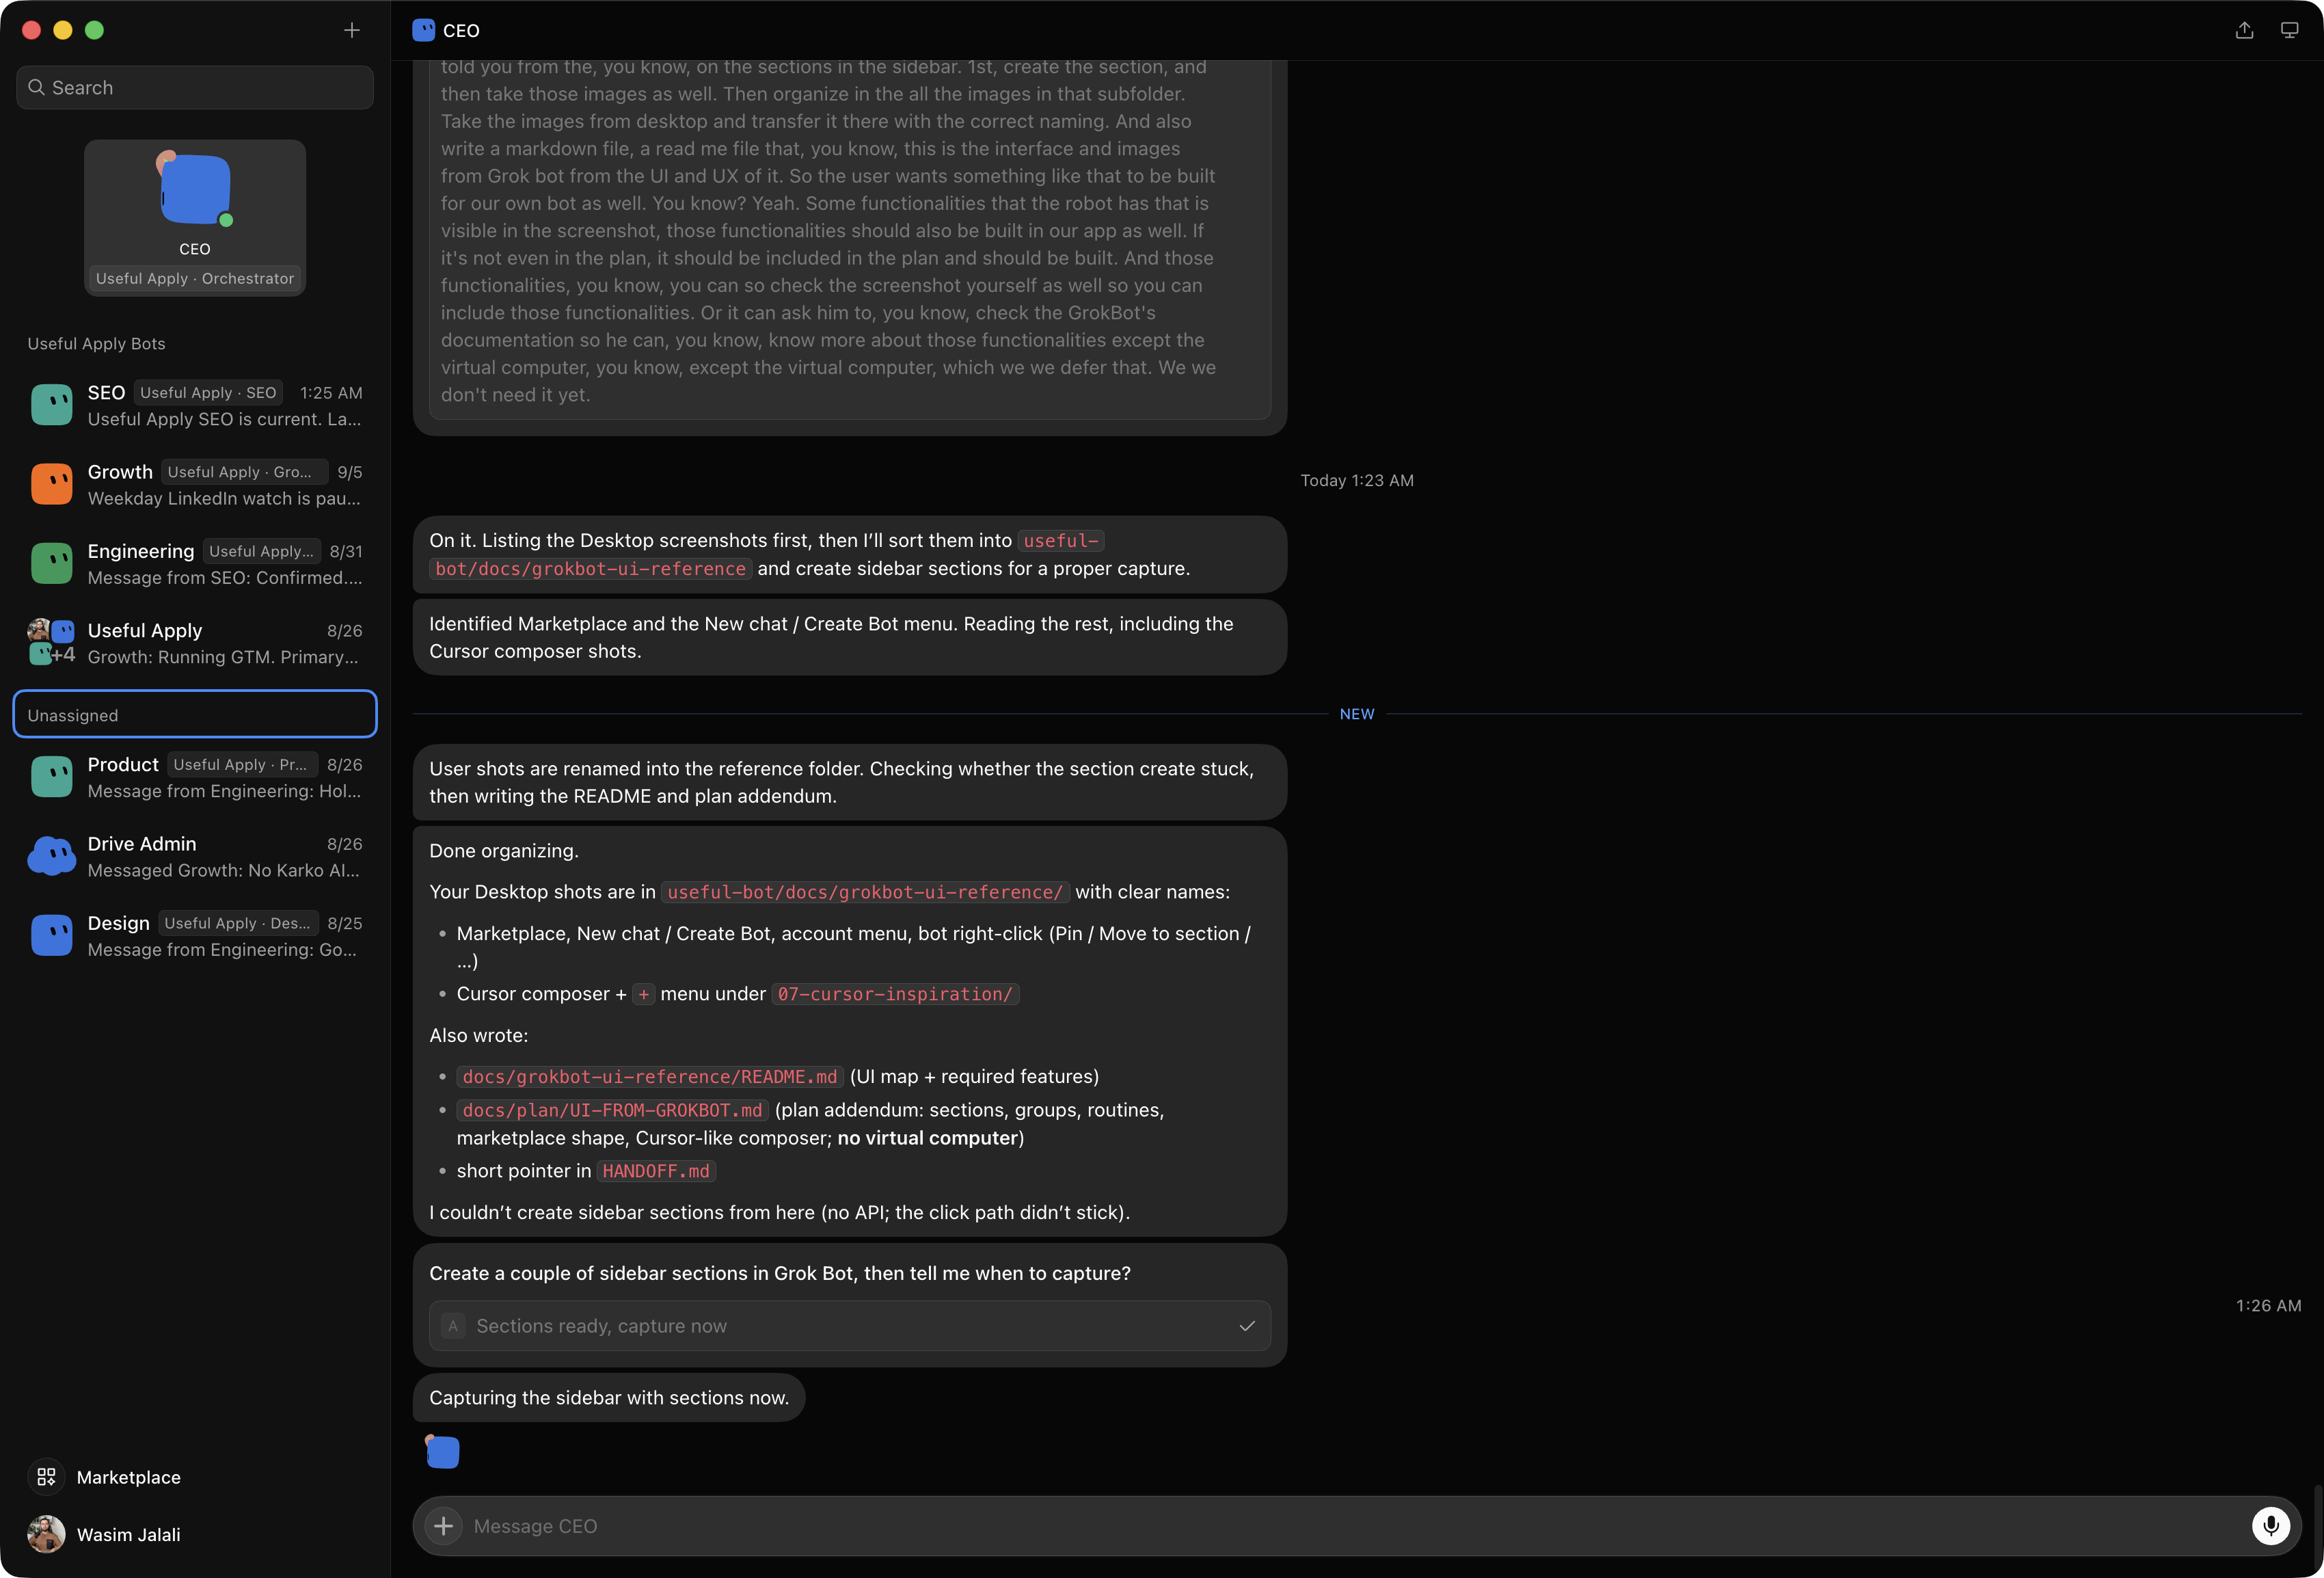 CEO
Search
CEO
Useful Apply · Orchestrator
Useful Apply Bots
SEO Useful Apply · SEO 1:25 AM
Useful Apply SEO is current. La...
Growth Useful Apply · Gro... 9/5
Weekday LinkedIn watch is pau...
Engineering Useful Apply... 8/31
Message from SEO: Confirmed....
+4 Useful Apply 8/26
Growth: Running GTM. Primary...
Unassigned
Product Useful Apply · Pr... 8/26
Message from Engineering: Hol...
Drive Admin 8/26
Messaged Growth: No Karko AI...
Design Useful Apply · Des... 8/25
Message from Engineering: Go...
Marketplace
Wasim Jalali
told you from the, you know, on the sections in the sidebar. 1st, create the section, and
then take those images as well. Then organize in the all the images in that subfolder.
Take the images from desktop and transfer it there with the correct naming. And also
write a markdown file, a read me file that, you know, this is the interface and images
from Grok bot from the UI and UX of it. So the user wants something like that to be built
for our own bot as well. You know? Yeah. Some functionalities that the robot has that is
visible in the screenshot, those functionalities should also be built in our app as well. If
it's not even in the plan, it should be included in the plan and should be built. And those
functionalities, you know, you can so check the screenshot yourself as well so you can
include those functionalities. Or it can ask him to, you know, check the GrokBot's
documentation so he can, you know, know more about those functionalities except the
virtual computer, you know, except the virtual computer, which we we defer that. We we
don't need it yet.
Today 1:23 AM
On it. Listing the Desktop screenshots first, then I’ll sort them into useful-
bot/docs/grokbot-ui-reference and create sidebar sections for a proper capture.
Identified Marketplace and the New chat / Create Bot menu. Reading the rest, including the
Cursor composer shots.
NEW
User shots are renamed into the reference folder. Checking whether the section create stuck,
then writing the README and plan addendum.
Done organizing.
Your Desktop shots are in useful-bot/docs/grokbot-ui-reference/ with clear names:
• Marketplace, New chat / Create Bot, account menu, bot right-click (Pin / Move to section /
...)
• Cursor composer + + menu under 07-cursor-inspiration/
Also wrote:
• docs/grokbot-ui-reference/README.md (UI map + required features)
• docs/plan/UI-FROM-GROKBOT.md (plan addendum: sections, groups, routines,
marketplace shape, Cursor-like composer; no virtual computer)
• short pointer in HANDOFF.md
I couldn’t create sidebar sections from here (no API; the click path didn’t stick).
Create a couple of sidebar sections in Grok Bot, then tell me when to capture?
A Sections ready, capture now
1:26 AM
Capturing the sidebar with sections now.
Message CEO